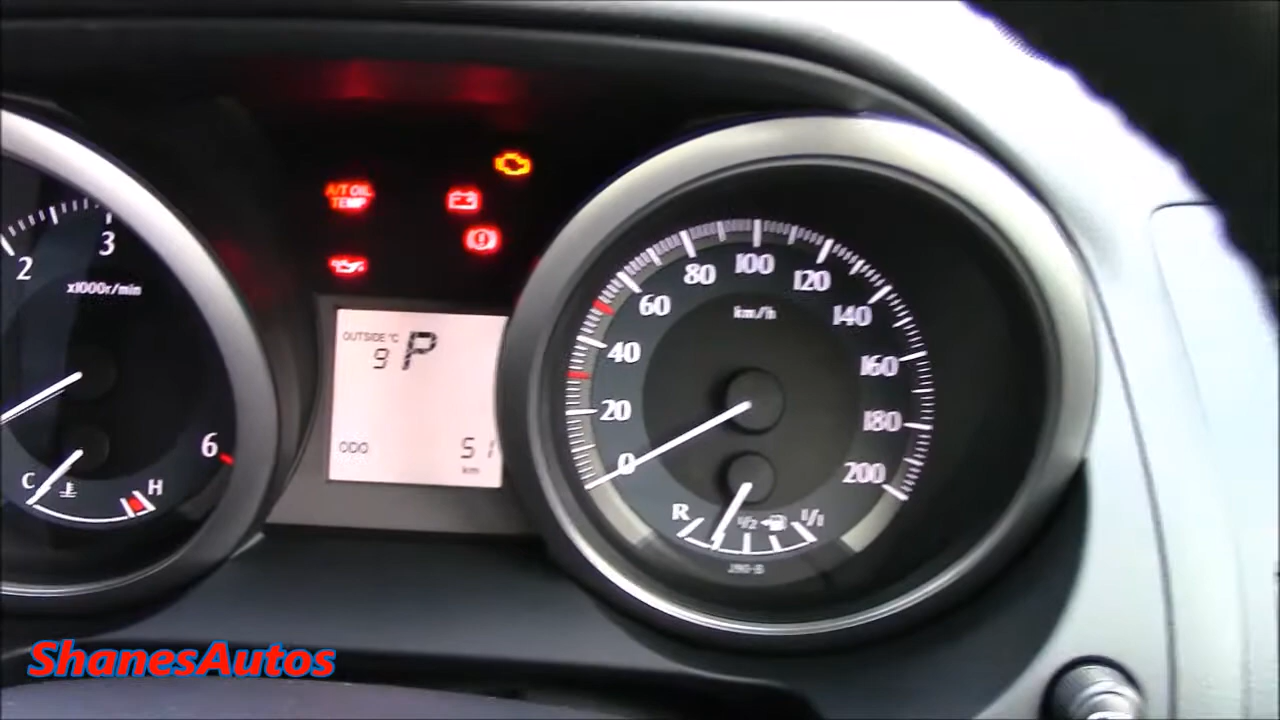 A/T OIL
TEMP
2
3
x1000r/min
6
C
H
OUTSIDE °C
9
P
ODO
51
km
0
20
40
60
80
100
120
140
160
180
200
km/h
R
1/2
1/1
ShanesAutos